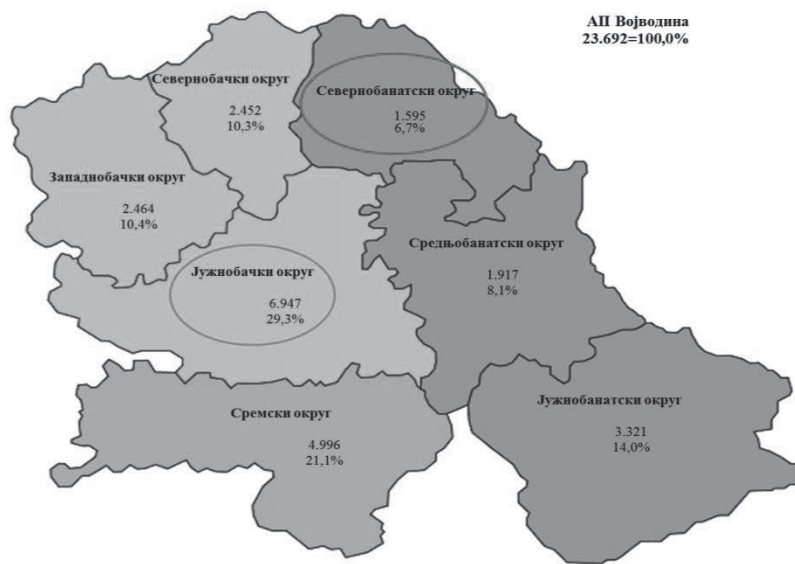 АП Војводина
23.692=100,0%
Севернобачки округ
2.452
10,3%
Севернобанатски округ
1.595
6,7%
Западнобачки округ
2.464
10,4%
Средњобанатски округ
1.917
8,1%
Јужнобачки округ
6.947
29,3%
Сремски округ
4.996
21,1%
Јужнобанатски округ
3.321
14,0%